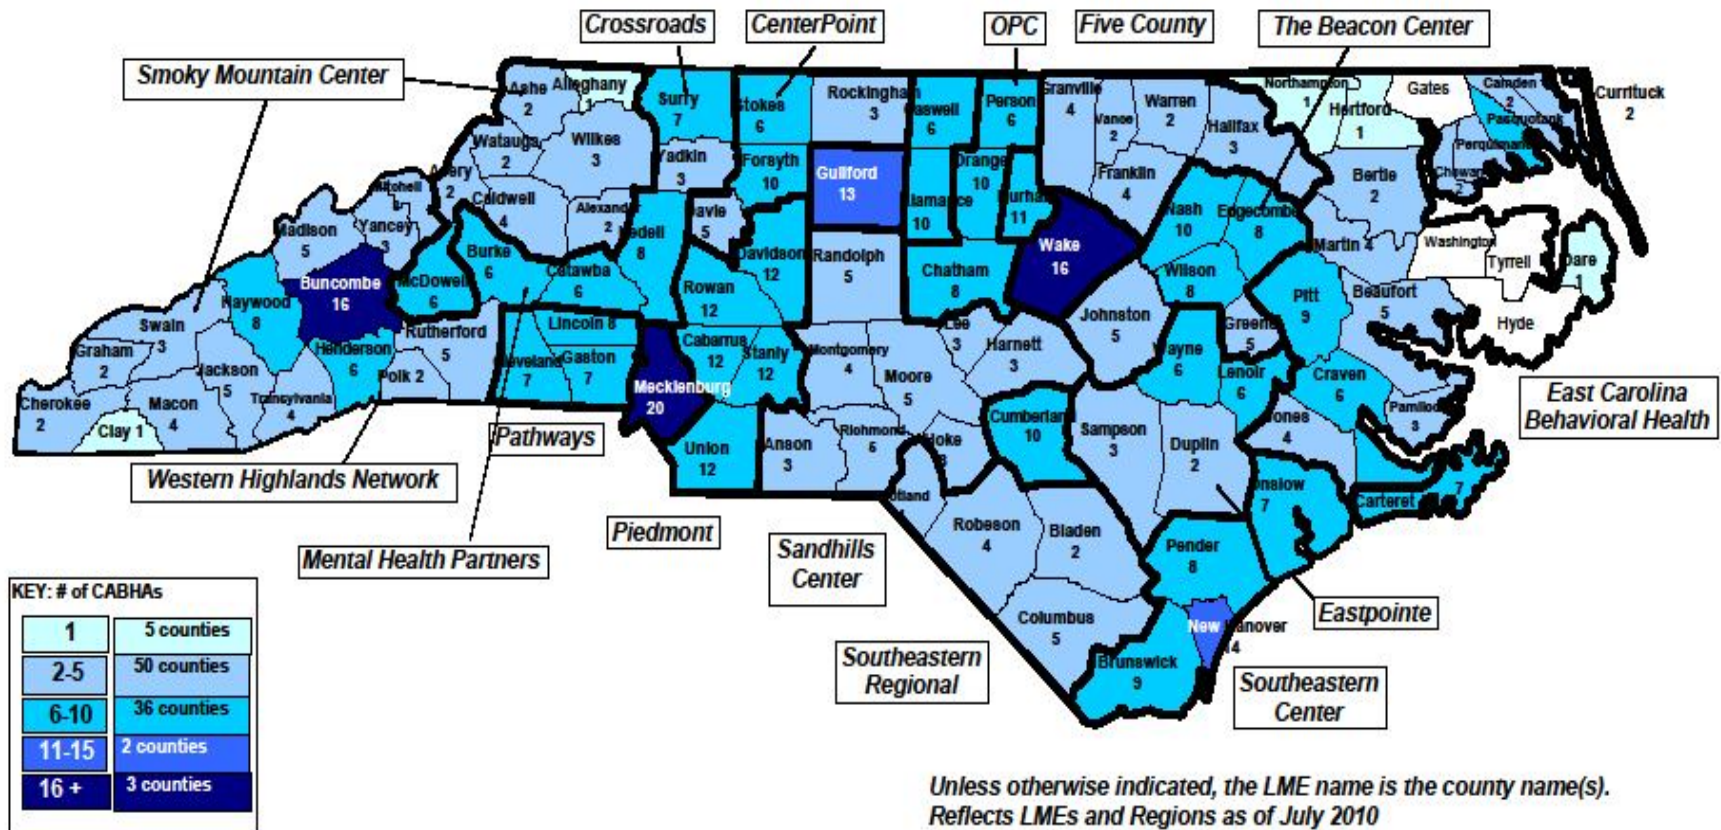 Crossroads
CenterPoint
OPC
Five County
The Beacon Center
Smoky Mountain Center
Ashe
2
Alleghany
1
Surry
7
Stokes
6
Rockingham
3
Caswell
6
Person
6
Granville
4
Vance
2
Warren
2
Halifax
3
Northampton
1
Hertford
1
Gates
Camden
2
Pasquotank
Perquimans
Chowan
2
Currituck
2
Watauga
2
Wilkes
3
Yadkin
3
Forsyth
10
Guilford
13
Alamance
10
Orange
10
Durham
11
Franklin
4
Bertie
2
Avery
2
Mitchell
Caldwell
4
Alexander
2
Iredell
8
Davie
5
Davidson
12
Randolph
5
Chatham
8
Wake
16
Nash
10
Edgecombe
8
Martin 4
Washington
Tyrrell
Dare
1
Madison
5
Yancey
3
Buncombe
16
McDowell
6
Burke
6
Catawba
6
Rowan
12
Wilson
8
Pitt
9
Beaufort
5
Hyde
Haywood
8
Swain
3
Graham
2
Jackson
5
Henderson
6
Rutherford
5
Polk 2
Lincoln 8
Cleveland
7
Gaston
7
Mecklenburg
20
Cabarrus
12
Stanly
12
Montgomery
4
Moore
5
Lee
3
Harnett
3
Johnston
5
Wayne
6
Greene
5
Lenoir
6
Craven
6
Pamlico
3
Cherokee
2
Clay 1
Macon
4
Transylvania
4
Union
12
Anson
3
Richmond
Hoke
Cumberland
10
Sampson
3
Duplin
2
Jones
4
Onslow
7
Carteret
7
Robeson
4
Bladen
2
Columbus
5
Pender
8
New Hanover
14
Brunswick
9
East Carolina
Behavioral Health
Pathways
Western Highlands Network
Mental Health Partners
Piedmont
Sandhills
Center
Southeastern
Regional
Eastpointe
Southeastern
Center
KEY: # of CABHAs
1 5 counties
2-5 50 counties
6-10 36 counties
11-15 2 counties
16 + 3 counties
Unless otherwise indicated, the LME name is the county name(s).
Reflects LMEs and Regions as of July 2010